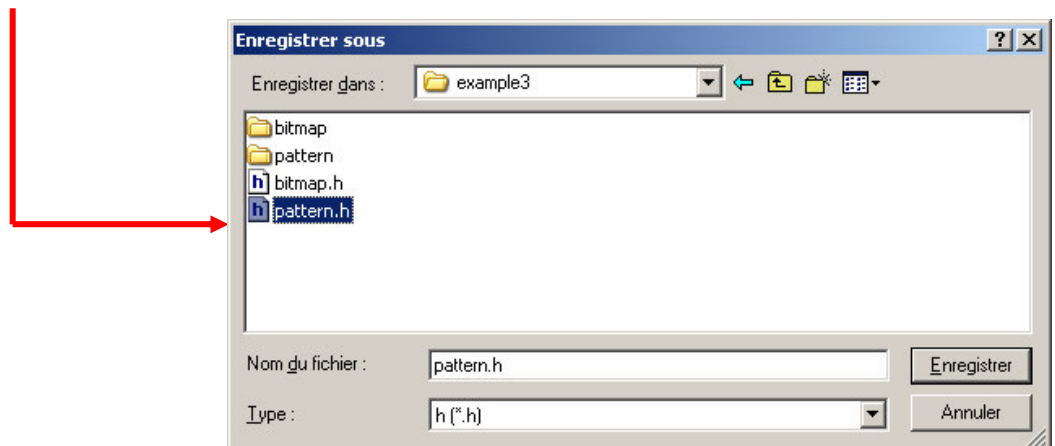 Enregistrer sous
Enregistrer dans : example3
bitmap
pattern
bitmap.h
pattern.h
Nom du fichier : pattern.h Enregistrer
Type : h (*.h) Annuler